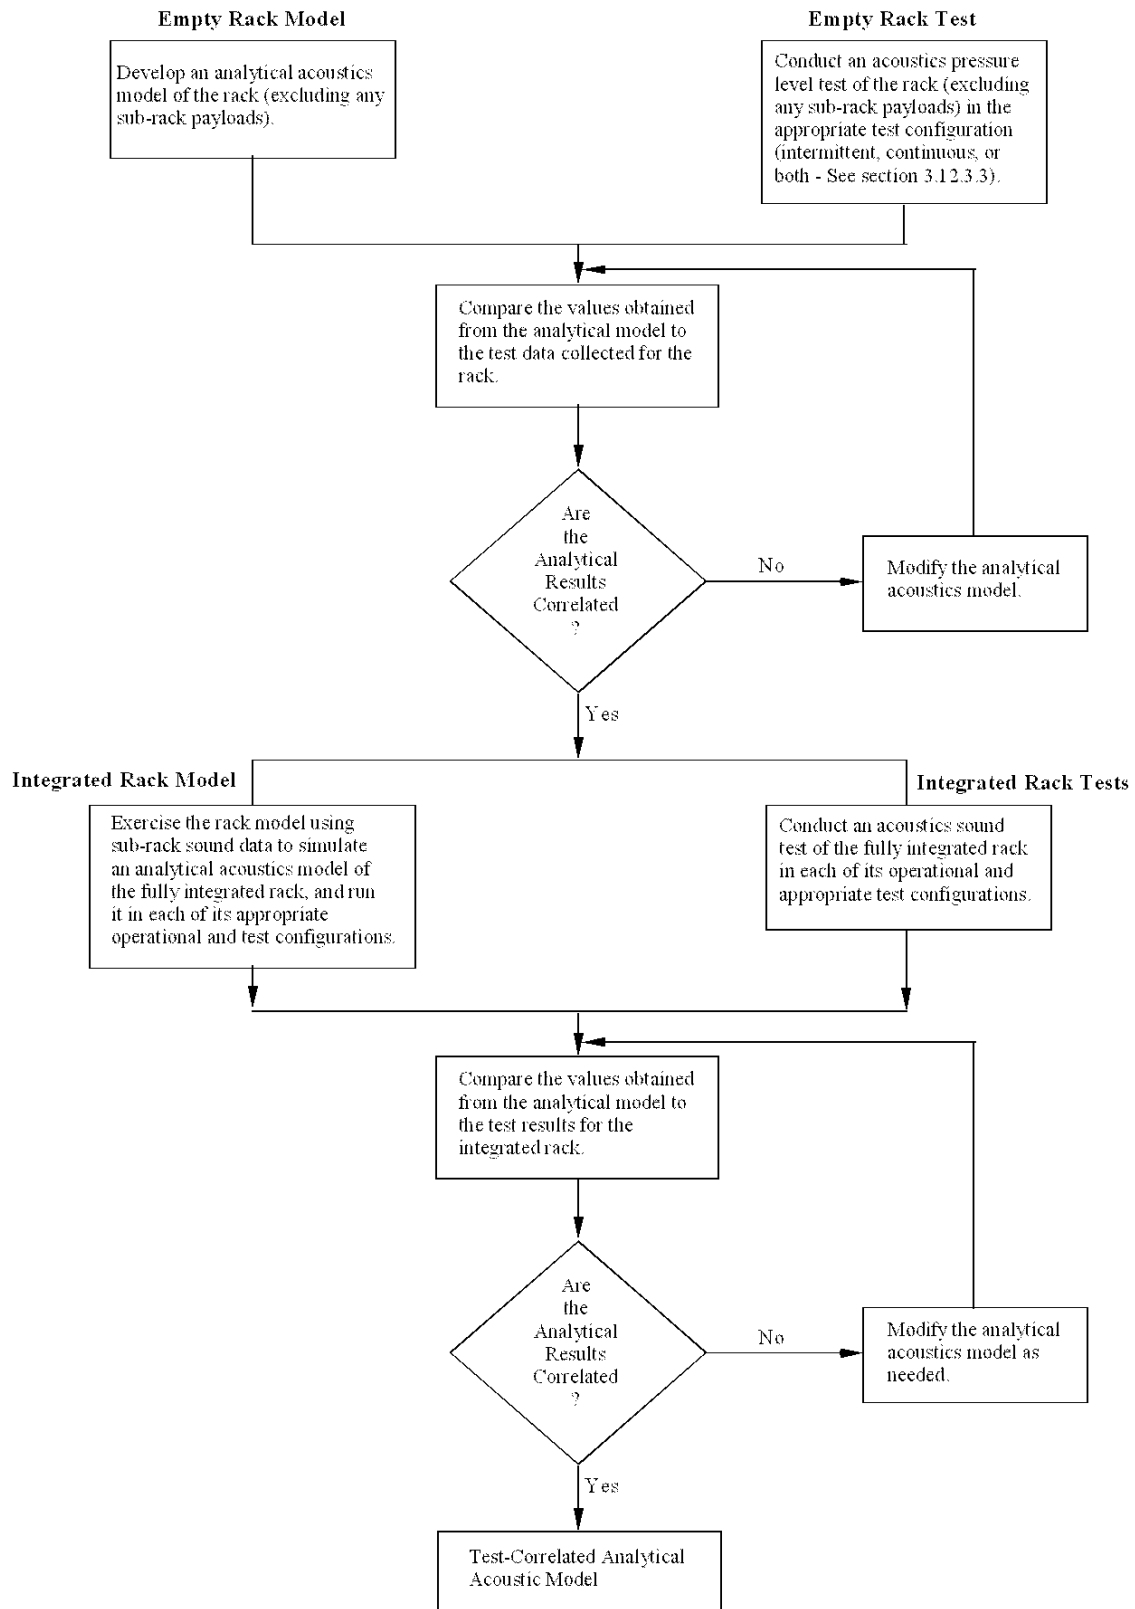 Empty Rack Model
Empty Rack Test
Develop an analytical acoustics
model of the rack (excluding any
sub-rack payloads).
Conduct an acoustics pressure
level test of the rack (excluding
any sub-rack payloads) in the
appropriate test configuration
(intermittent, continuous, or
both - See section 3.12.3.3).
Compare the values obtained
from the analytical model to
the test data collected for the
rack.
Are
the
Analytical
Results
Correlated
?
No
Modify the analytical
acoustics model.
Yes
Integrated Rack Model
Integrated Rack Tests
Exercise the rack model using
sub-rack sound data to simulate
an analytical acoustics model of
the fully integrated rack, and run
it in each of its appropriate
operational and test configurations.
Conduct an acoustics sound
test of the fully integrated rack
in each of its operational and
appropriate test configurations.
Compare the values obtained
from the analytical model to
the test results for the
integrated rack.
Are
the
Analytical
Results
Correlated
?
No
Modify the analytical
acoustics model as
needed.
Yes
Test-Correlated Analytical
Acoustic Model